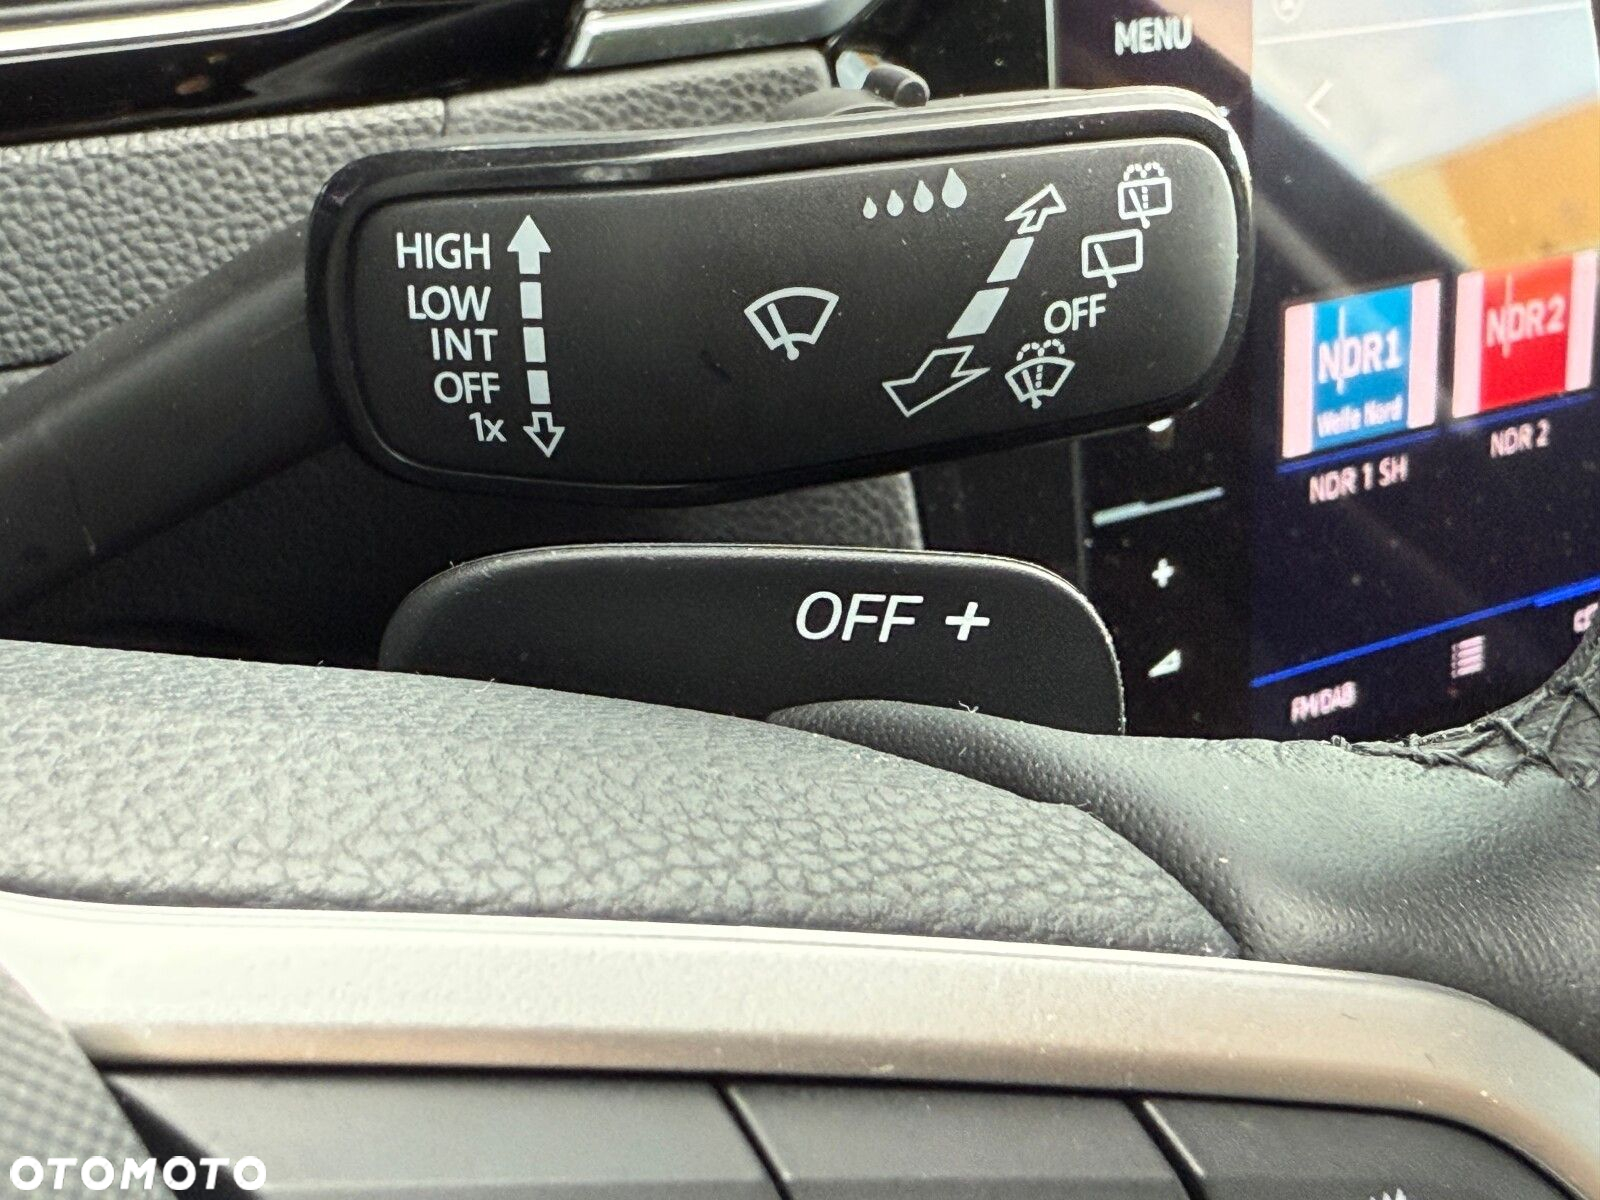 MENU
HIGH
LOW
INT
OFF
1x
OFF
NDR1
Welle Nord
NDR 1 SH
NDR2
NDR 2
OFF +
+
FM/DAB
OTOMOTO